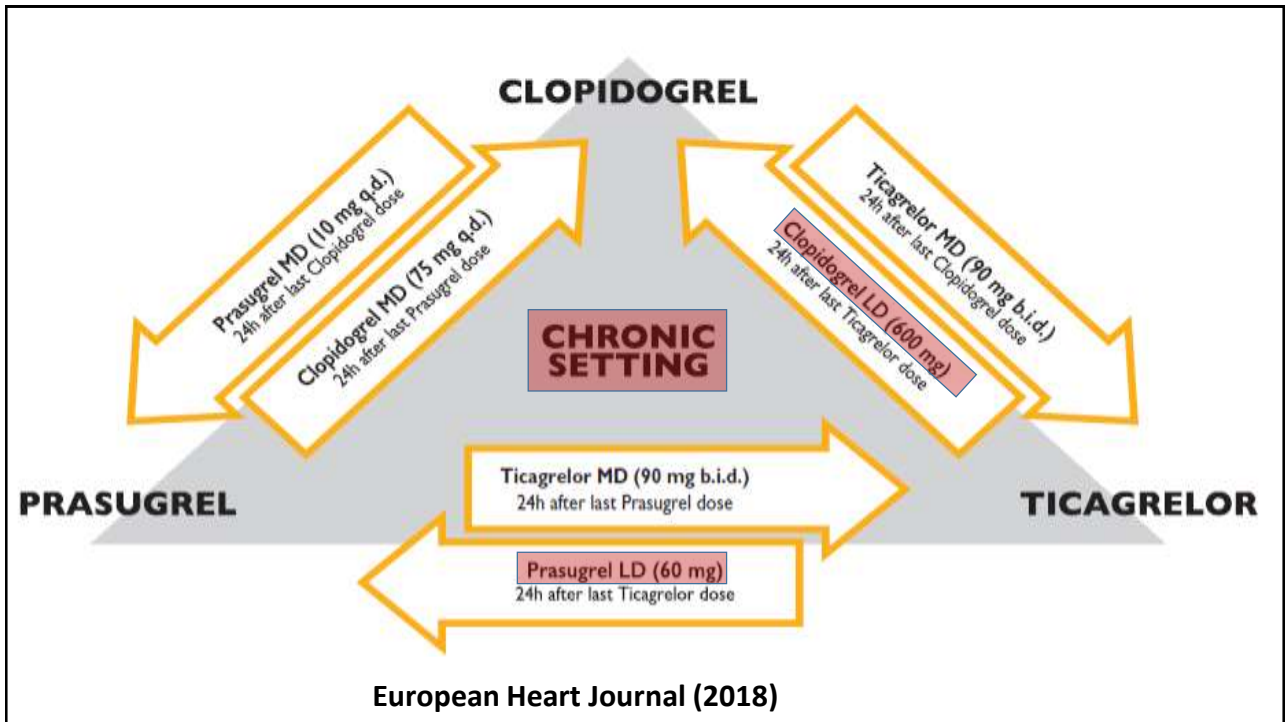 CLOPIDOGREL
Prasugrel MD (10 mg q.d.)
24h after last Clopidogrel dose
Clopidogrel MD (75 mg q.d.)
24h after last Prasugrel dose
Ticagrelor MD (90 mg b.i.d.)
24h after last Clopidogrel dose
Clopidogrel LD (600 mg)
24h after last Ticagrelor dose
CHRONIC
SETTING
PRASUGREL
Ticagrelor MD (90 mg b.i.d.)
24h after last Prasugrel dose
TICAGRELOR
Prasugrel LD (60 mg)
24h after last Ticagrelor dose
European Heart Journal (2018)